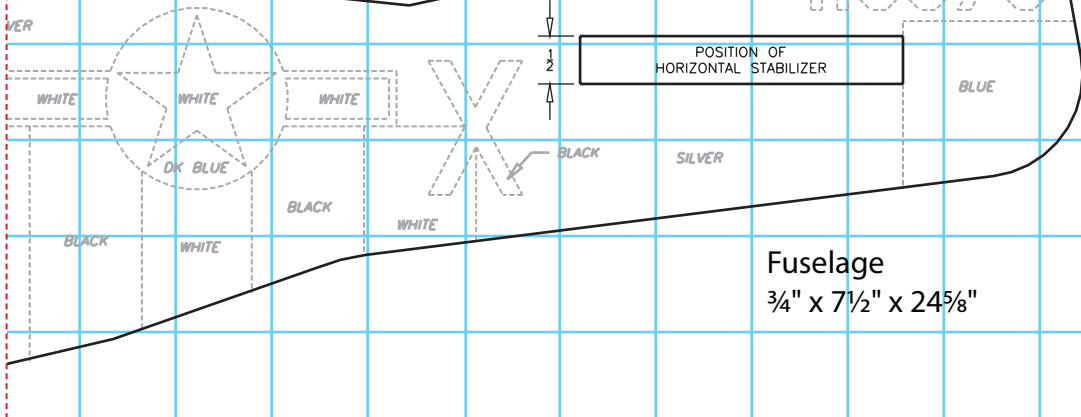 VER
POSITION OF
HORIZONTAL STABILIZER
1/2
BLUE
WHITE
WHITE
WHITE
X
BLACK
SILVER
DK BLUE
BLACK
WHITE
BLACK
WHITE
Fuselage
¾" x 7½" x 24⅝"